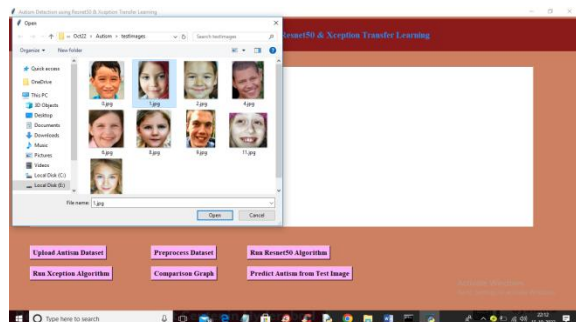 Autism Detection using Resnet50 & Xception Transfer Learning
Open
Oct22 > Autism > testImages
Search testImages
Resnet50 & Xception Transfer Learning
Organize
New folder
Quick access
OneDrive
This PC
3D Objects
Desktop
Documents
Downloads
Music
Pictures
Videos
Local Disk (C:)
Local Disk (E:)
0.jpg
1.jpg
2.jpg
4.jpg
8.jpg
9.jpg
11.jpg
File name:
1.jpg
Open
Cancel
Upload Autism Dataset
Preprocess Dataset
Run Resnet50 Algorithm
Run Xception Algorithm
Comparison Graph
Predict Autism from Test Image
Type here to search